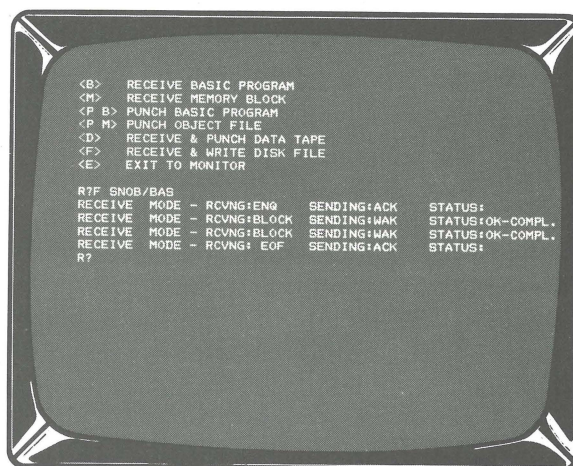 <B> RECEIVE BASIC PROGRAM
<M> RECEIVE MEMORY BLOCK
<P B> PUNCH BASIC PROGRAM
<P M> PUNCH OBJECT FILE
<D> RECEIVE & PUNCH DATA TAPE
<F> RECEIVE & WRITE DISK FILE
<E> EXIT TO MONITOR
R?F SNOB/BAS
RECEIVE MODE - RCVNG:ENQ SENDING:ACK STATUS:
RECEIVE MODE - RCVNG:BLOCK SENDING:WAK STATUS:OK-COMPL.
RECEIVE MODE - RCVNG:BLOCK SENDING:WAK STATUS:OK-COMPL.
RECEIVE MODE - RCVNG: EOF SENDING:ACK STATUS:
R?